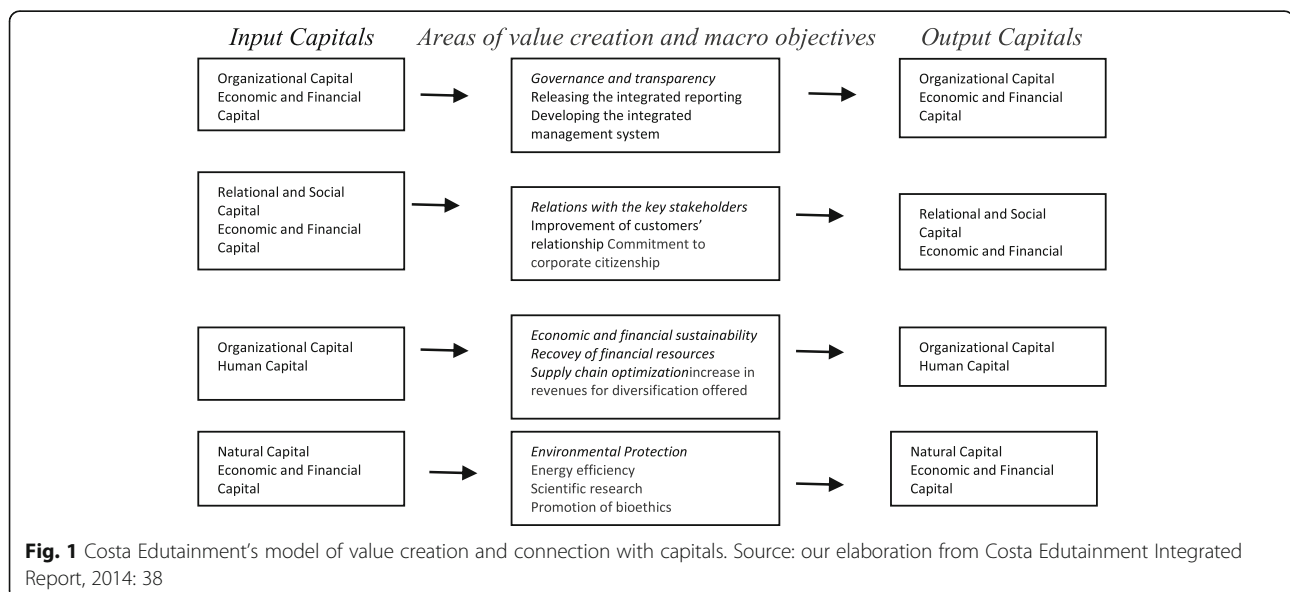 Input Capitals
Areas of value creation and macro objectives
Output Capitals
Organizational Capital
Economic and Financial
Capital
Governance and transparency
Releasing the integrated reporting
Developing the integrated
management system
Organizational Capital
Economic and Financial
Capital
Relational and Social
Capital
Economic and Financial
Capital
Relations with the key stakeholders
Improvement of customers’
relationship Commitment to
corporate citizenship
Relational and Social
Capital
Economic and Financial
Organizational Capital
Human Capital
Economic and financial sustainability
Recovey of financial resources
Supply chain optimizationincrease in
revenues for diversification offered
Organizational Capital
Human Capital
Natural Capital
Economic and Financial
Capital
Environmental Protection
Energy efficiency
Scientific research
Promotion of bioethics
Natural Capital
Economic and Financial
Capital
Fig. 1 Costa Edutainment’s model of value creation and connection with capitals. Source: our elaboration from Costa Edutainment Integrated
Report, 2014: 38